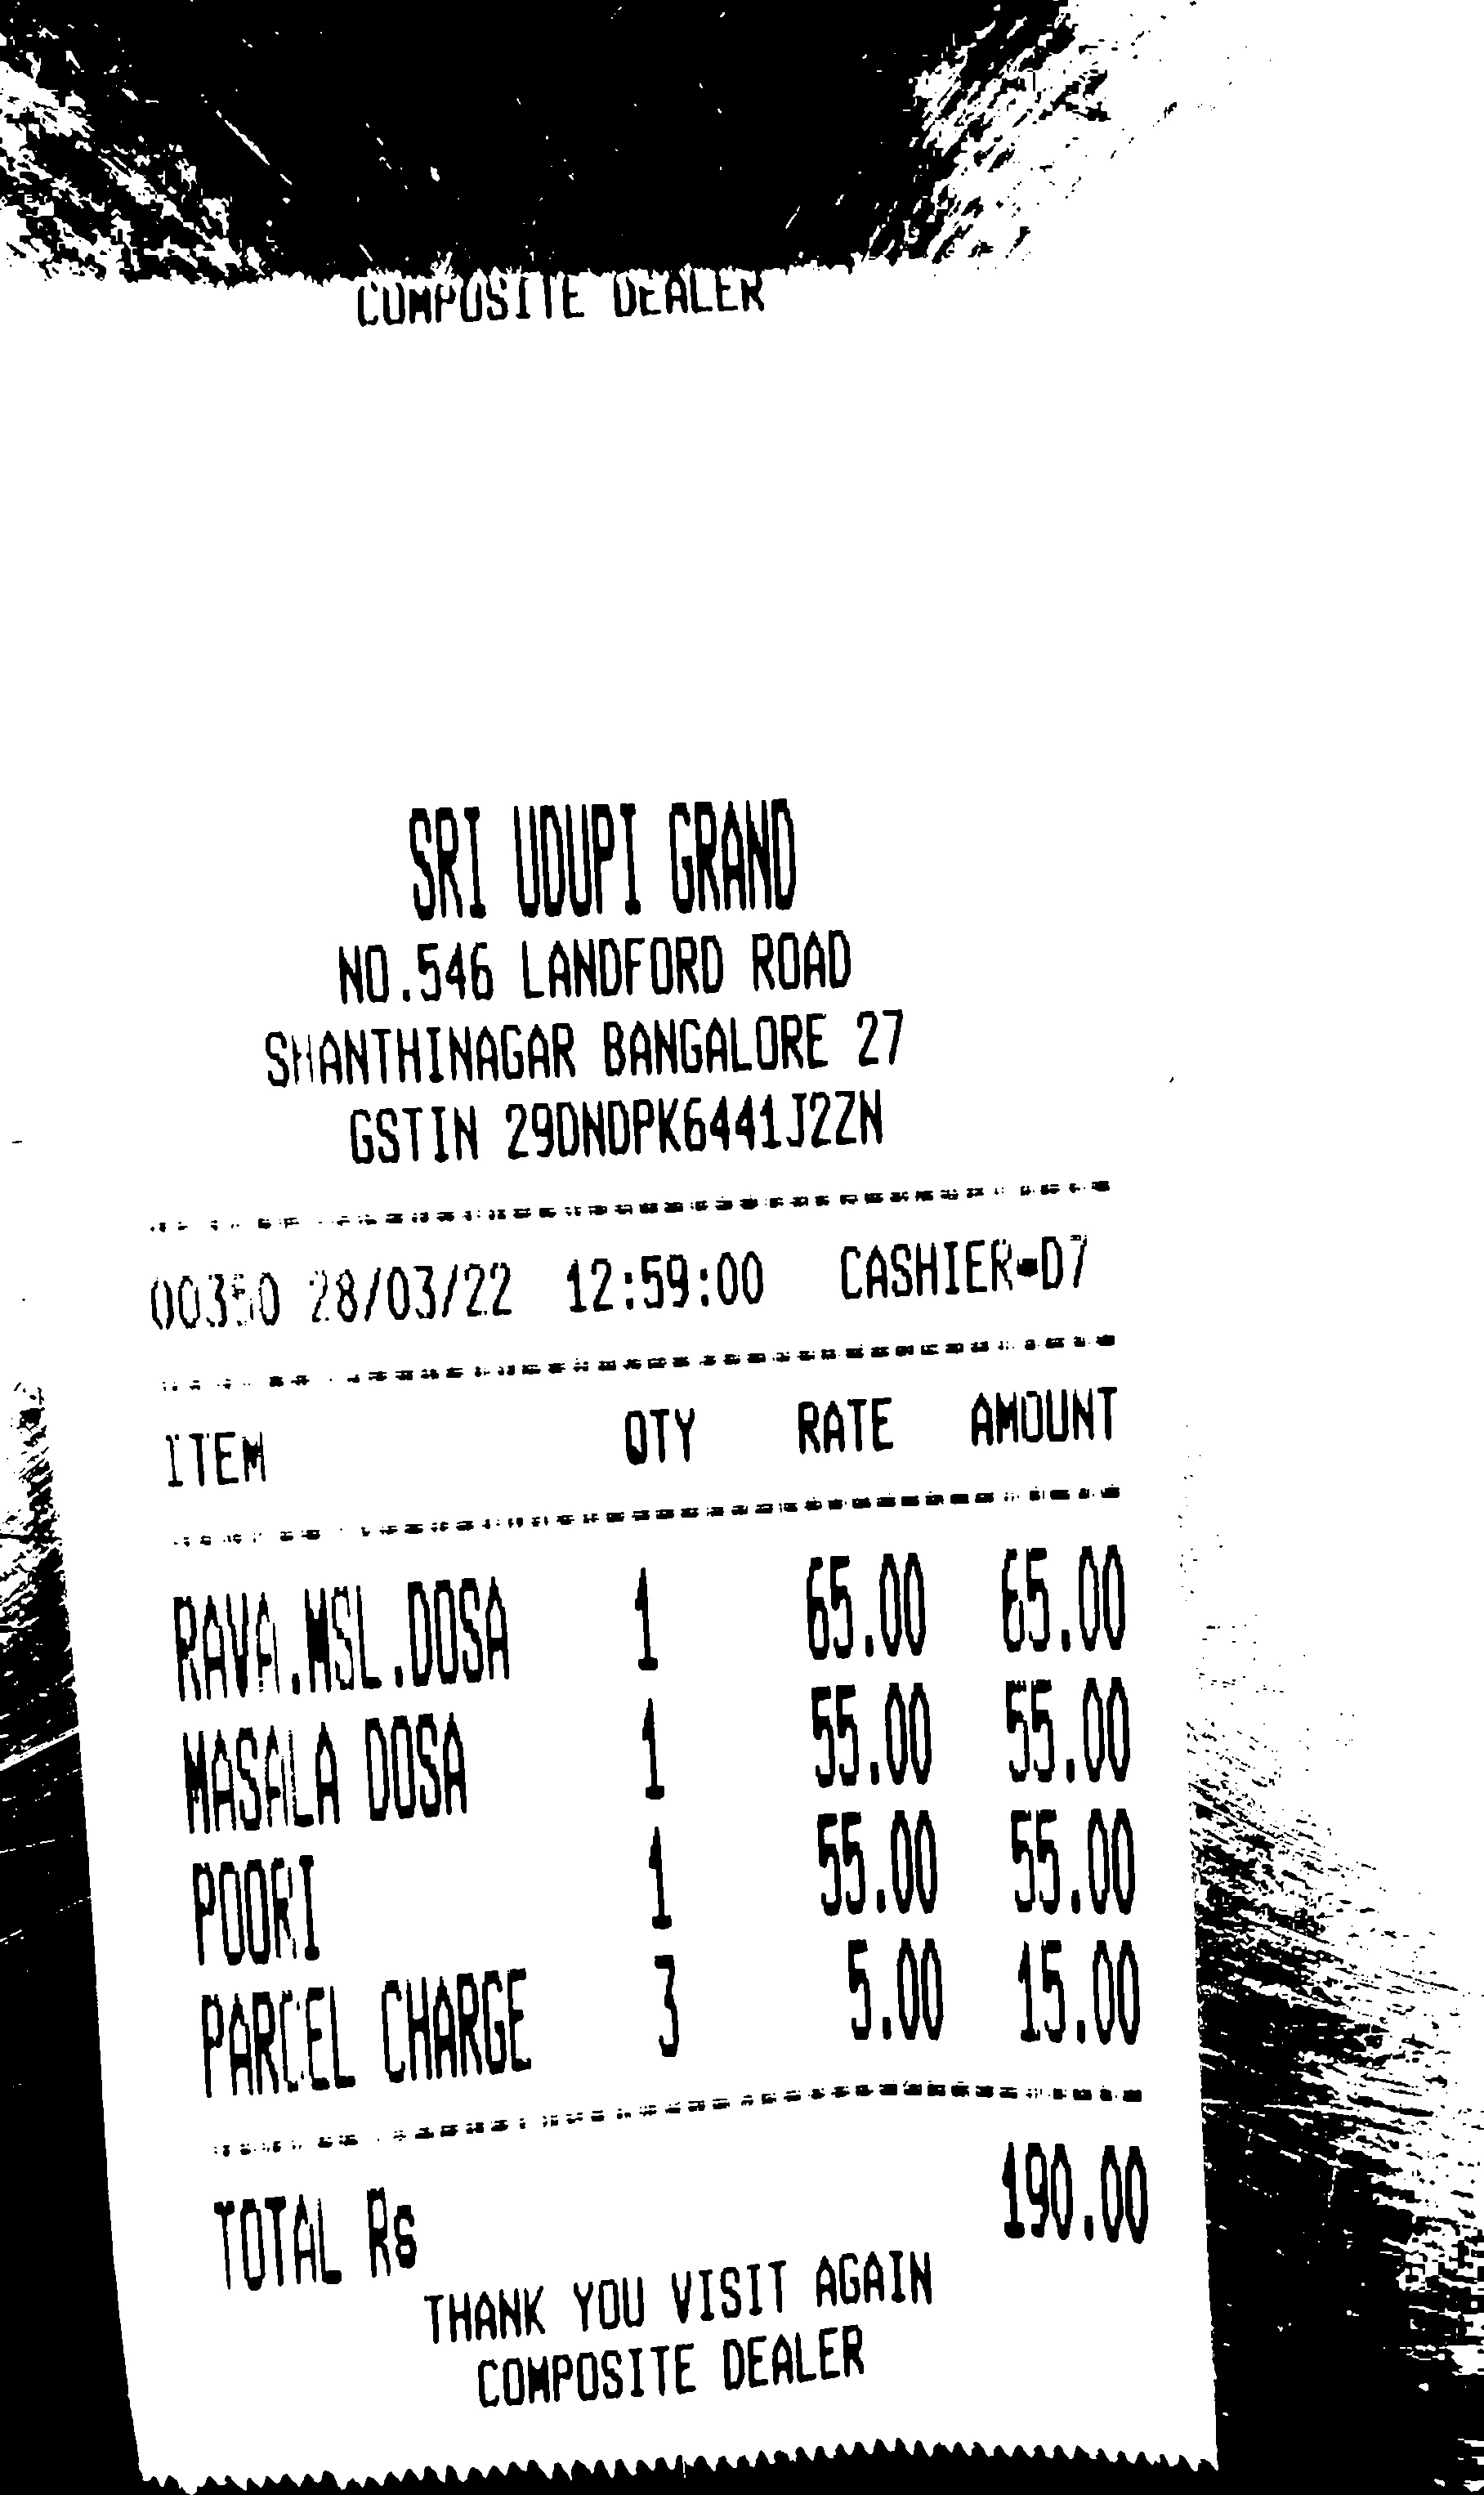 COMPOSITE DEALER
SRI UDUPI GRAND
NO.546 LANDFORD ROAD
SHANTHINAGAR BANGALORE 27
GSTIN 29DNDPK6441J2ZN
00350 28/03/22 12:59:00 CASHIER-D7
ITEM QTY RATE AMOUNT
RAVA.MSL.DOSA 1 65.00 65.00
MASALA DOSA 1 55.00 55.00
POORI 1 55.00 55.00
PARCEL CHARGE 3 5.00 15.00
TOTAL Rs 190.00
THANK YOU VISIT AGAIN
COMPOSITE DEALER